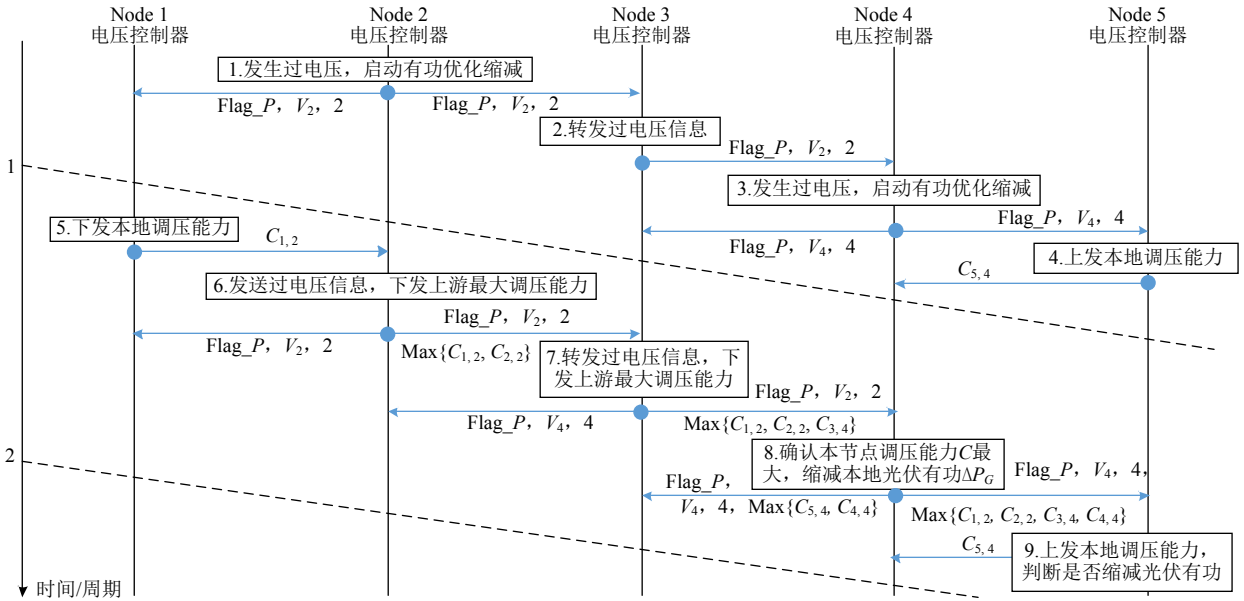 Node 1
电压控制器
Node 2
电压控制器
Node 3
电压控制器
Node 4
电压控制器
Node 5
电压控制器
1.发生过电压，启动有功优化缩减
Flag_P，V₂，2
Flag_P，V₂，2
2.转发过电压信息
Flag_P，V₂，2
1
3.发生过电压，启动有功优化缩减
Flag_P，V₄，4
Flag_P，V₄，4
5.下发本地调压能力
C₁,₂
4.上发本地调压能力
C₅,₄
6.发送过电压信息，下发上游最大调压能力
Flag_P，V₂，2
Flag_P，V₂，2
Max{C₁,₂, C₂,₂}
7.转发过电压信息，下
发上游最大调压能力
Flag_P，V₂，2
Flag_P，V₄，4
Max{C₁,₂, C₂,₂, C₃,₄}
2
8.确认本节点调压能力C最
大，缩减本地光伏有功ΔP_G
Flag_P，
V₄，4，Max{C₅,₄, C₄,₄}
Flag_P，V₄，4，
Max{C₁,₂, C₂,₂, C₃,₄, C₄,₄}
C₅,₄
9.上发本地调压能力，
判断是否缩减光伏有功
时间/周期